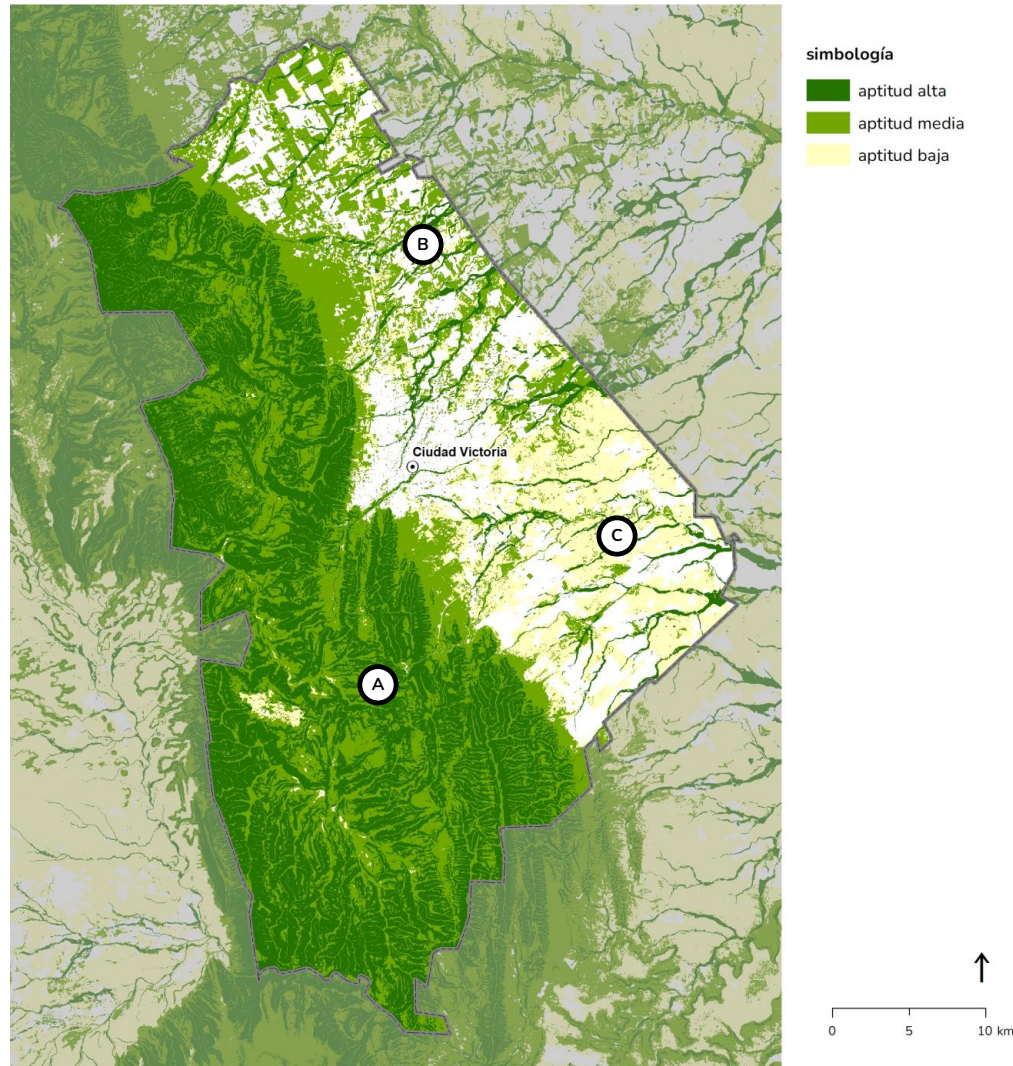 simbología
aptitud alta
aptitud media
aptitud baja
B
Ciudad Victoria
C
A
0 5 10 km